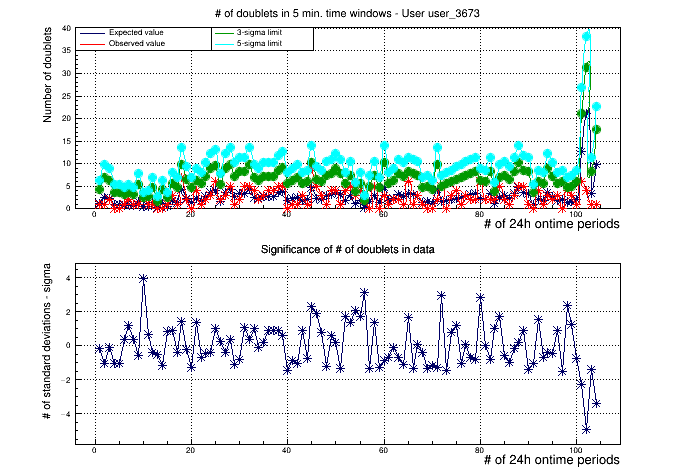 # of doublets in 5 min. time windows - User user_3673
Number of doublets
Expected value
3-sigma limit
Observed value
5-sigma limit
40
35
30
25
20
15
10
5
0
0 20 40 60 80 100
# of 24h ontime periods
Significance of # of doublets in data
# of standard deviations - sigma
4
2
0
−2
−4
0 20 40 60 80 100
# of 24h ontime periods